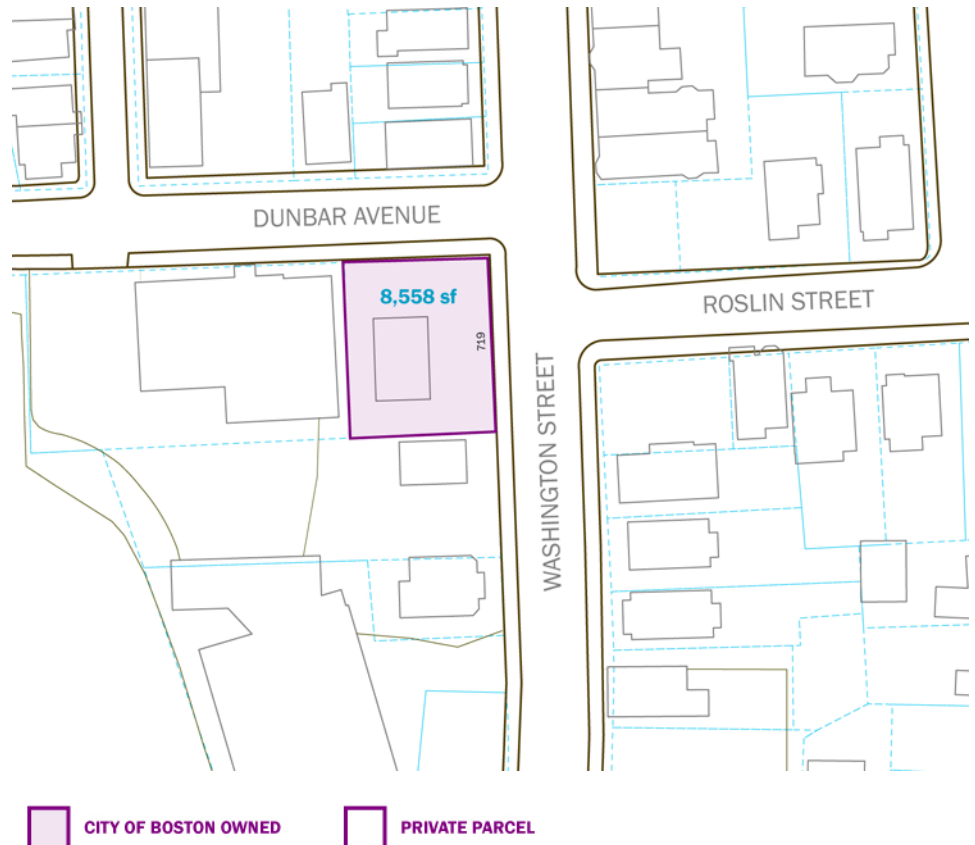 DUNBAR AVENUE
8,558 sf
ROSLIN STREET
719
WASHINGTON STREET
CITY OF BOSTON OWNED
PRIVATE PARCEL